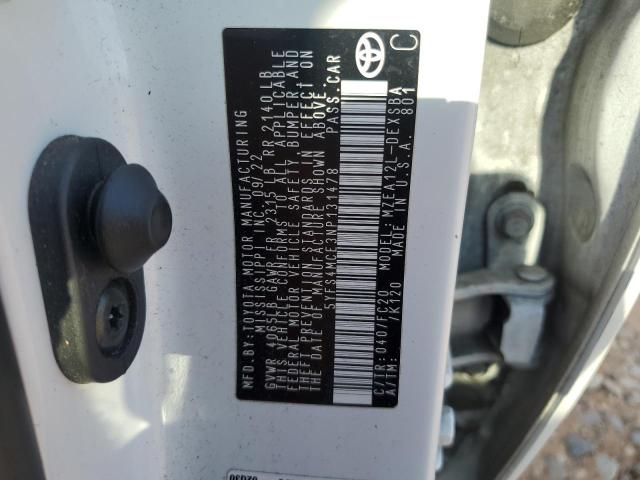 MFD.BY:TOYOTA MOTOR MANUFACTURING
MISSISSIPPI INC. 09/22
GVWR 4065LB GAWR FR 2315 LB RR 2140LB
THIS VEHICLE CONFORMS TO ALL APPLICABLE
FEDERAL MOTOR VEHICLE SAFETY, BUMPER,AND
THEFT PREVENTION STANDARDS IN EFFECT ON
THE DATE OF MANUFACTURE SHOWN ABOVE.
5YFS4MCE3NP131478 PASS.CAR
C/TR:040/FC20 MODEL:MZEA12L-DEXSBA
A/TM: /K120 MADE IN U.S.A. 801
C